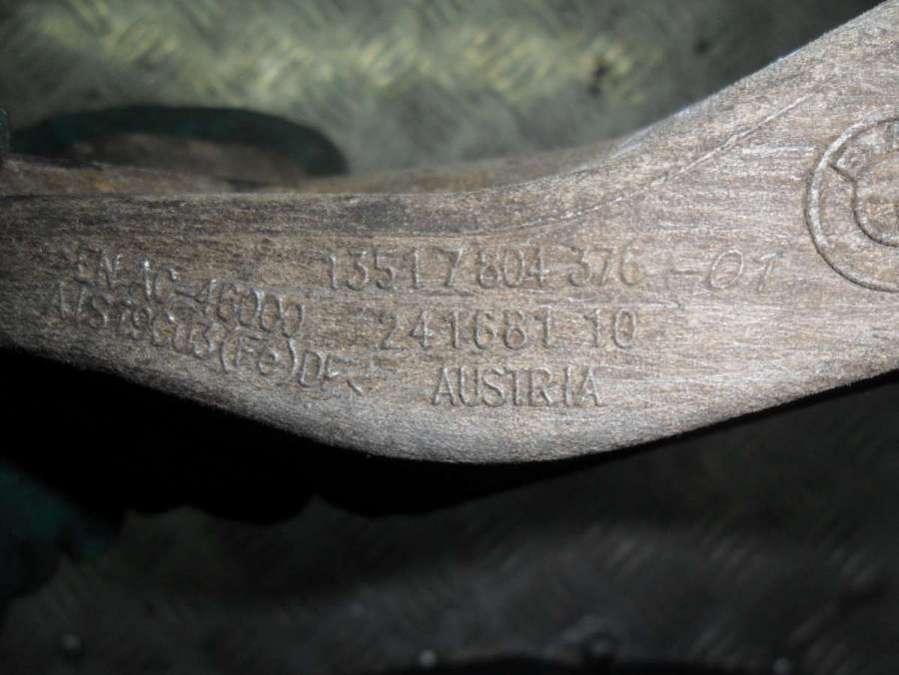 13517 804 376 -01
241681 10
AUSTRIA
EN AC-46000
AlSi9Cu3(Fe)DF